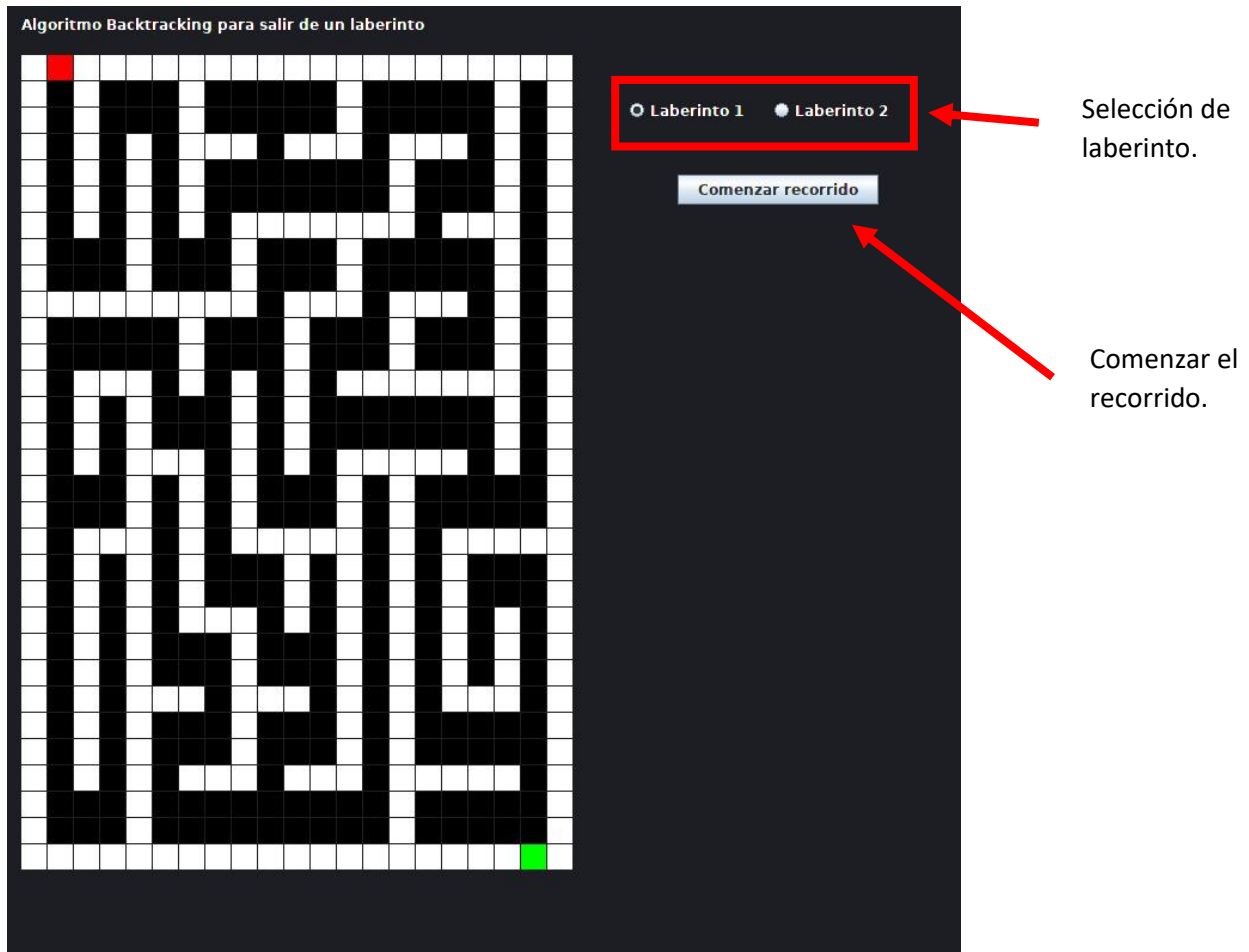 Algoritmo Backtracking para salir de un laberinto
Laberinto 1
Laberinto 2
Selección de
laberinto.
Comenzar recorrido
Comenzar el
recorrido.